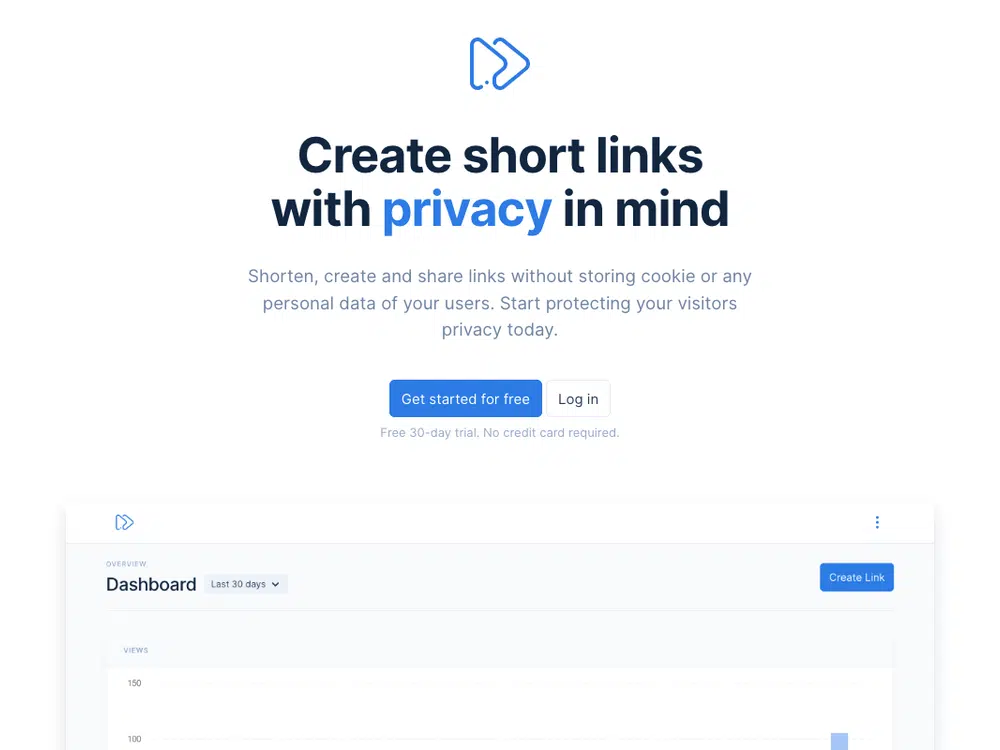 Create short links
with privacy in mind
Shorten, create and share links without storing cookie or any
personal data of your users. Start protecting your visitors
privacy today.
Get started for free
Log in
Free 30-day trial. No credit card required.
OVERVIEW
Dashboard
Last 30 days
Create Link
VIEWS
150
100